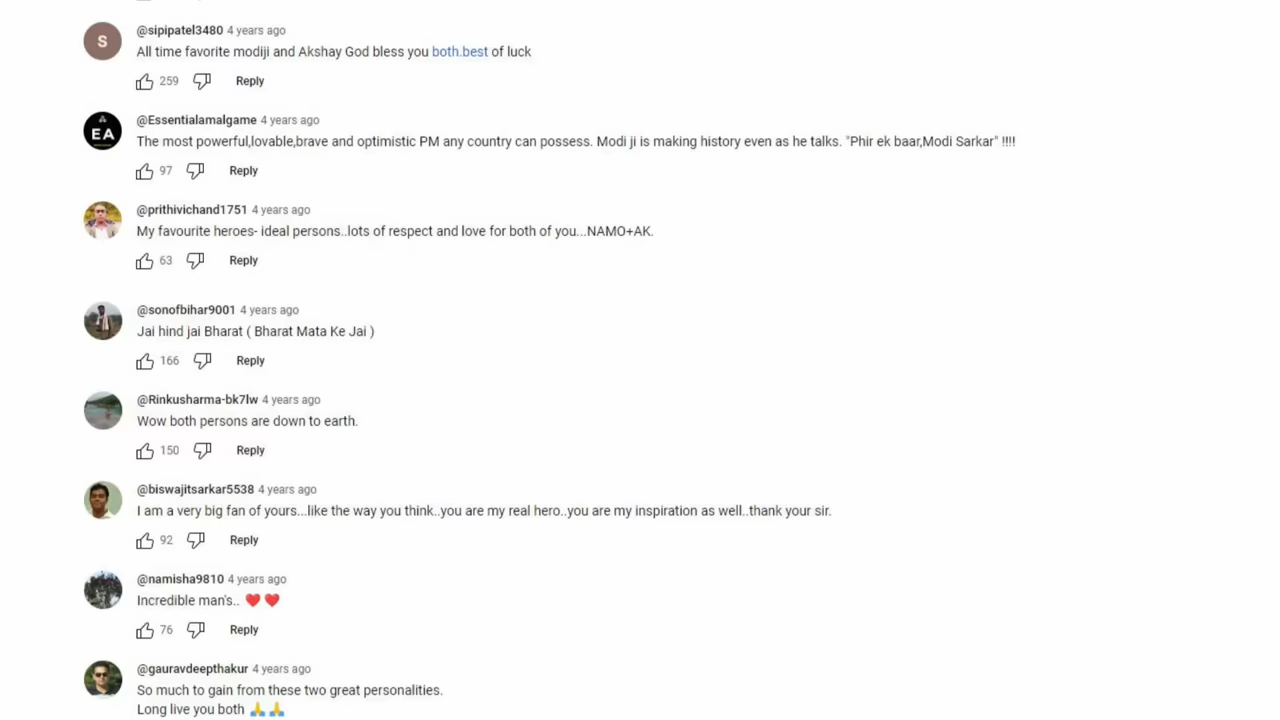 @sipipatel3480 4 years ago
All time favorite modiji and Akshay God bless you both.best of luck
259 Reply
@Essentialamalgame 4 years ago
The most powerful,lovable,brave and optimistic PM any country can possess. Modi ji is making history even as he talks. "Phir ek baar,Modi Sarkar" !!!!
97 Reply
@prithivichand1751 4 years ago
My favourite heroes- ideal persons..lots of respect and love for both of you...NAMO+AK.
63 Reply
@sonofbihar9001 4 years ago
Jai hind jai Bharat ( Bharat Mata Ke Jai )
166 Reply
@Rinkusharma-bk7lw 4 years ago
Wow both persons are down to earth.
150 Reply
@biswajitsarkar5538 4 years ago
I am a very big fan of yours...like the way you think..you are my real hero..you are my inspiration as well..thank your sir.
92 Reply
@namisha9810 4 years ago
Incredible man's.. ❤️❤️
76 Reply
@gauravdeepthakur 4 years ago
So much to gain from these two great personalities.
Long live you both 🙏🙏
S
EA